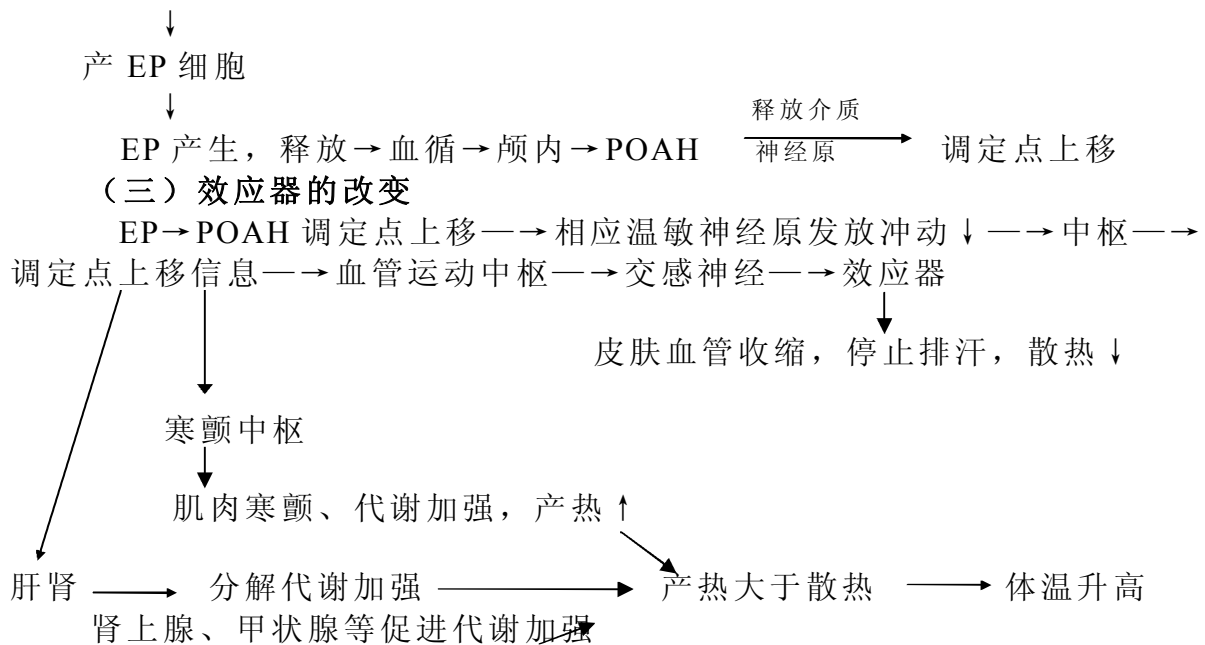 ↓
产 EP 细胞
↓
EP 产生，释放→血循→颅内→POAH 释放介质 神经原 调定点上移
（三）效应器的改变
EP→POAH 调定点上移—→相应温敏神经原发放冲动↓—→中枢—→
调定点上移信息—→血管运动中枢—→交感神经—→效应器
皮肤血管收缩，停止排汗，散热↓
寒颤中枢
肌肉寒颤、代谢加强，产热↑
肝肾 分解代谢加强 产热大于散热 体温升高
肾上腺、甲状腺等促进代谢加强